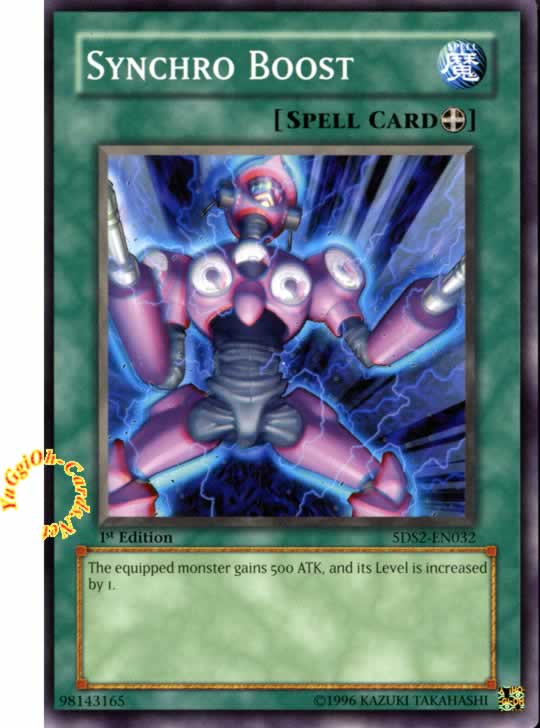 SYNCHRO BOOST
SPELL
魔
[SPELL CARD]
1st Edition
5DS2-EN032
YuGgiOh-Cards.Net
The equipped monster gains 500 ATK, and its Level is increased
by 1.
98143165
©1996 KAZUKI TAKAHASHI